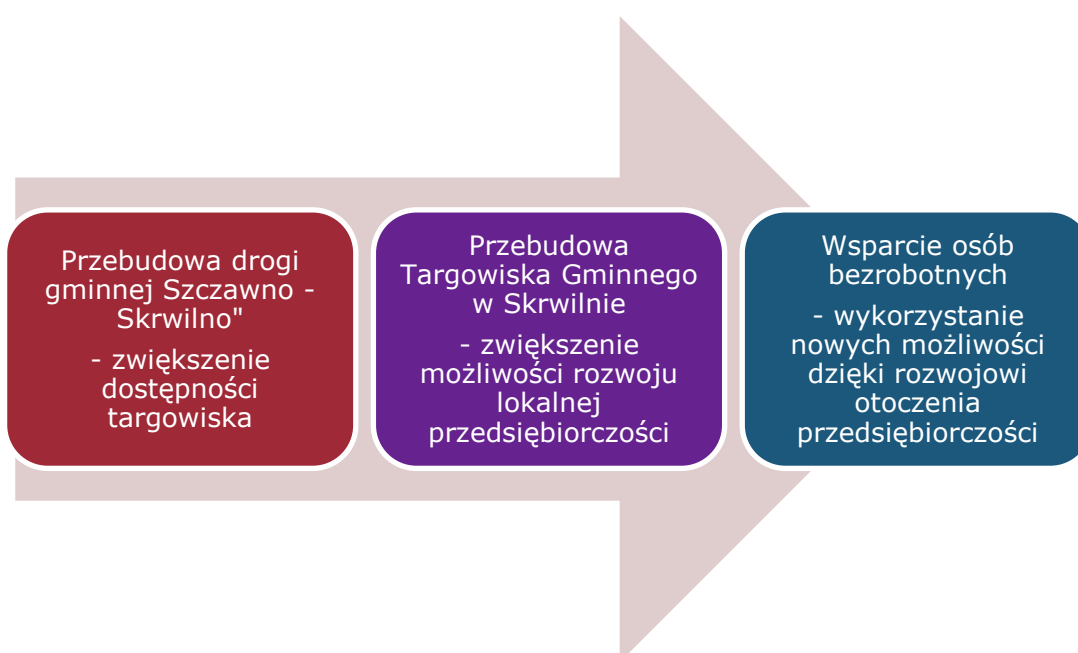 Przebudowa drogi
gminnej Szczawno -
Skrwilno"
- zwiększenie
dostępności
targowiska
Przebudowa
Targowiska Gminnego
w Skrwilnie
- zwiększenie
możliwości rozwoju
lokalnej
przedsiębiorczości
Wsparcie osób
bezrobotnych
- wykorzystanie
nowych możliwości
dzięki rozwojowi
otoczenia
przedsiębiorczości